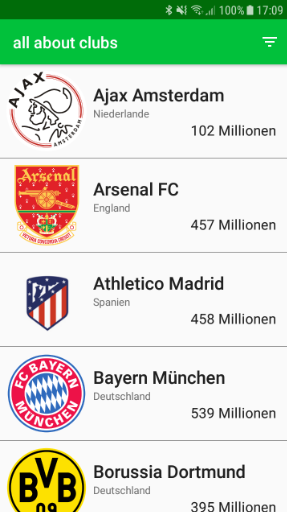 100% 17:09
all about clubs
AJAX
AMSTERDAM
Ajax Amsterdam
Niederlande
102 Millionen
Arsenal
VICTORIA CONCORDIA CRESCIT
Arsenal FC
England
457 Millionen
Athletico Madrid
Spanien
458 Millionen
FC BAYERN
MÜNCHEN
Bayern München
Deutschland
539 Millionen
BVB
09
Borussia Dortmund
Deutschland
395 Millionen